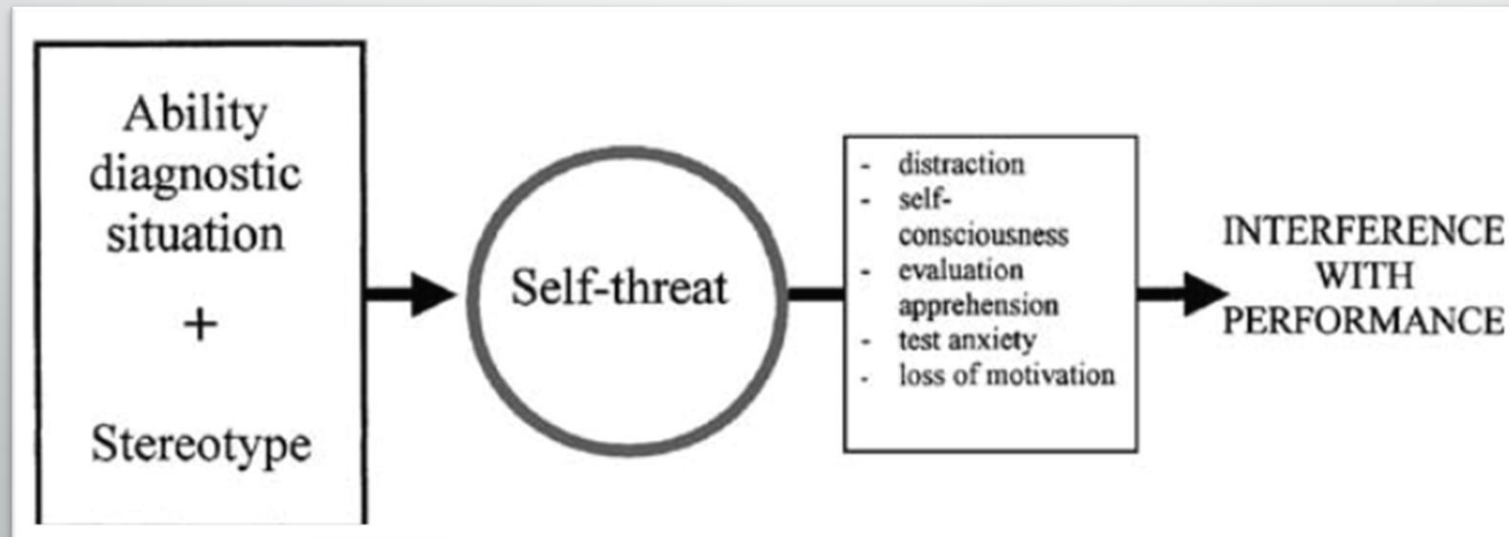 Ability
diagnostic
situation
+
Stereotype
Self-threat
- distraction
- self-
consciousness
- evaluation
apprehension
- test anxiety
- loss of motivation
INTERFERENCE
WITH
PERFORMANCE